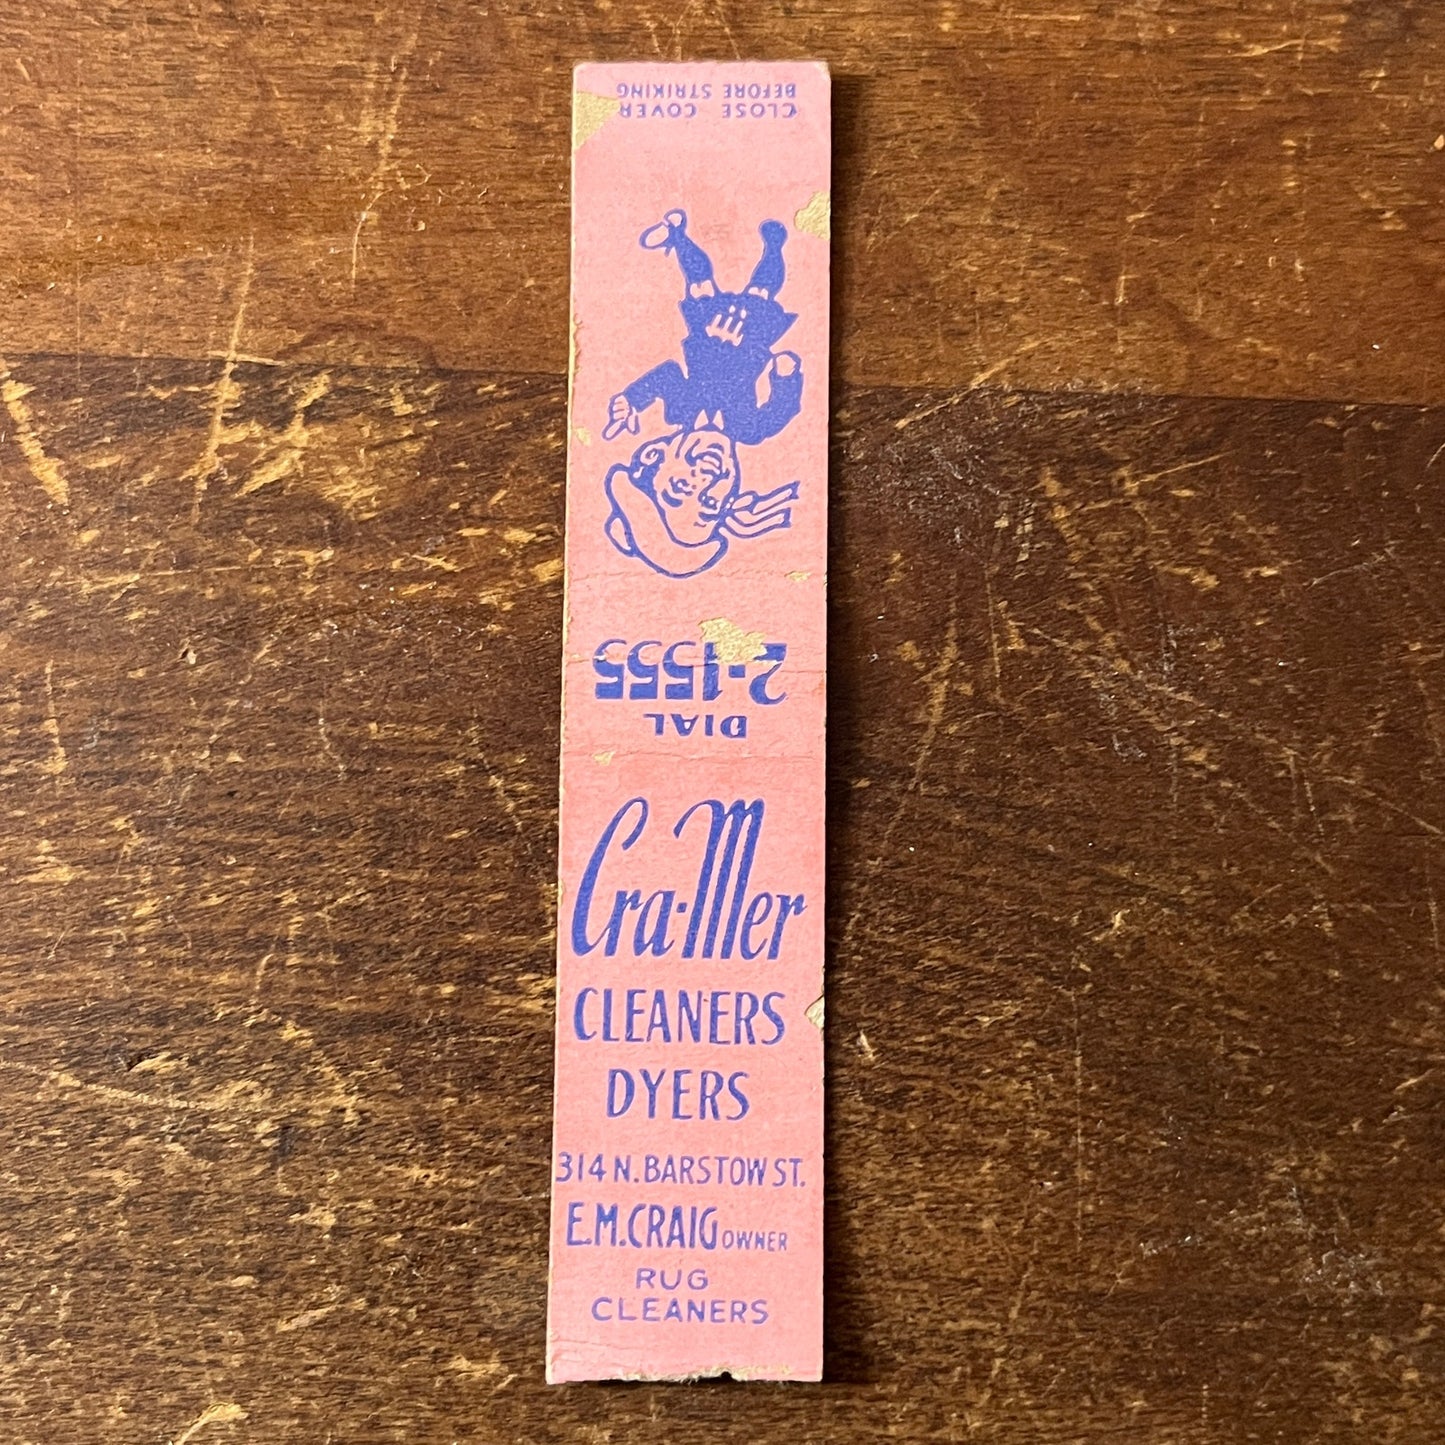 CLOSE COVER
BEFORE STRIKING
DIAL
2-1555
Cra-Mer
CLEANERS
DYERS
314 N. BARSTOW ST.
E.M. CRAIG OWNER
RUG
CLEANERS